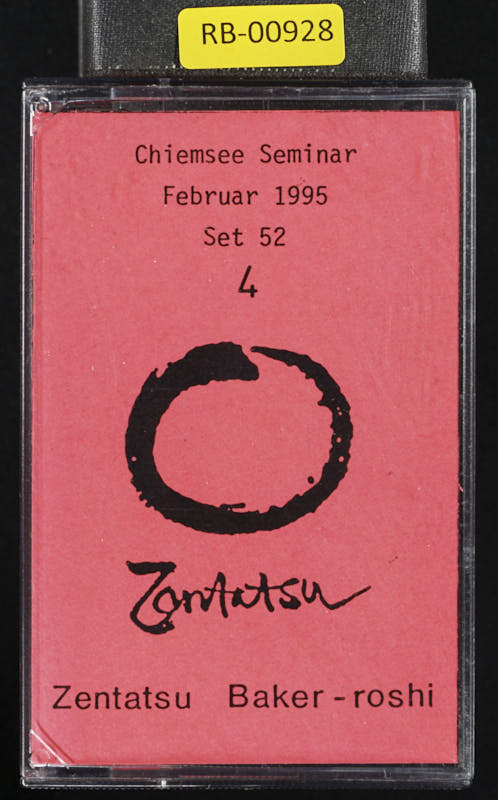 RB-00928
Chiemsee Seminar
Februar 1995
Set 52
4
Zentatsu
Zentatsu Baker-roshi